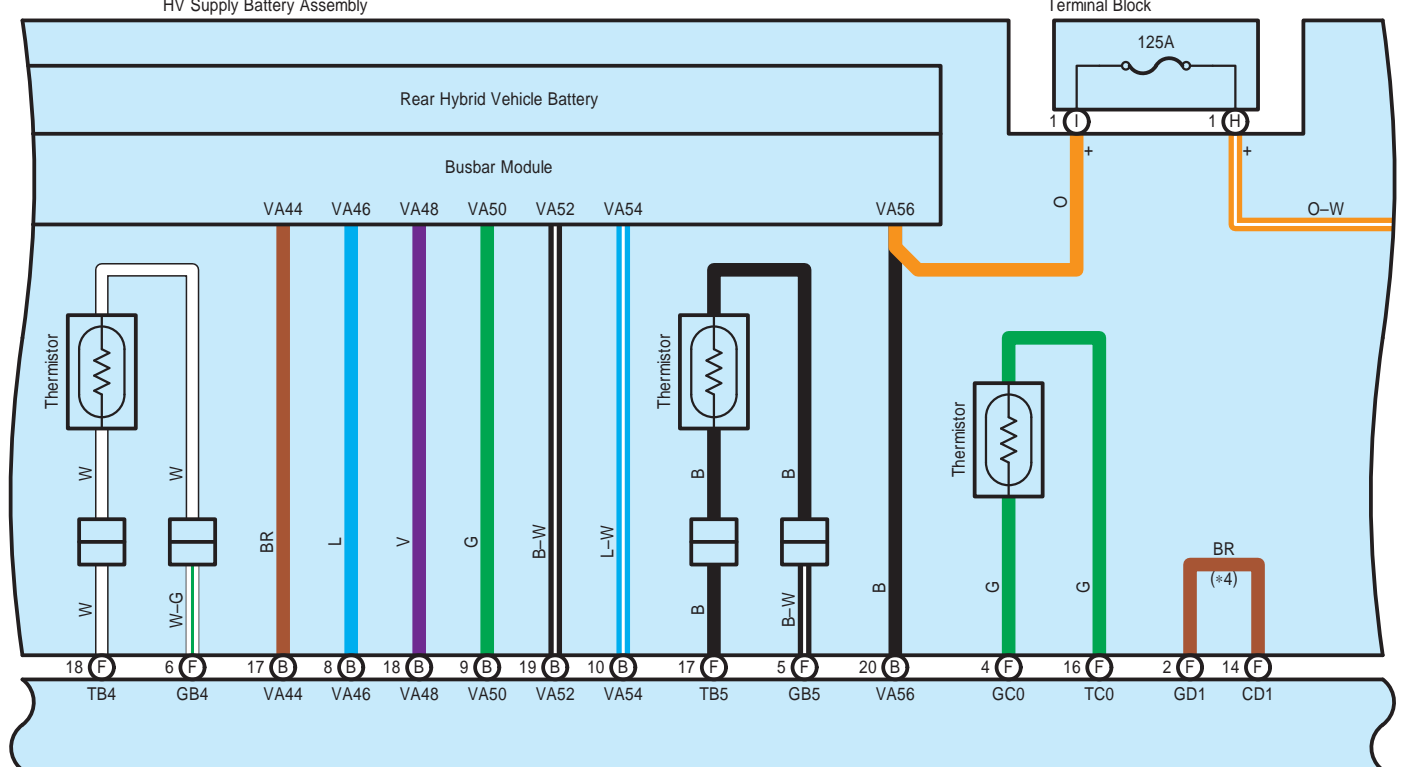 HV Supply Battery Assembly
Terminal Block
125A
Rear Hybrid Vehicle Battery
1 I
1 H
+
+
Busbar Module
VA44 VA46 VA48 VA50 VA52 VA54 VA56
O
O–W
Thermistor
Thermistor
Thermistor
W
W
B
B
BR
L
V
G
B–W
L–W
BR
(*4)
W
W–G
B
B–W
B
G
G
18 F 6 F 17 B 8 B 18 B 9 B 19 B 10 B 17 F 5 F 20 B 4 F 16 F 2 F 14 F
TB4 GB4 VA44 VA46 VA48 VA50 VA52 VA54 TB5 GB5 VA56 GC0 TC0 GD1 CD1